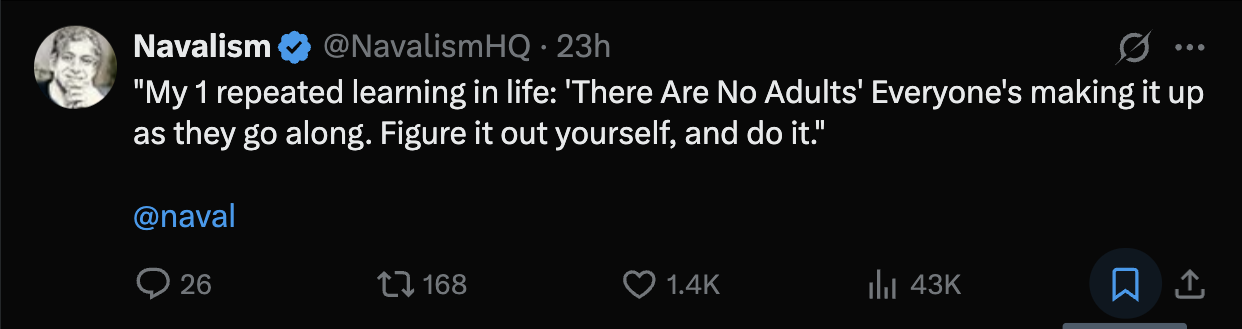 Navalism @NavalismHQ · 23h
"My 1 repeated learning in life: 'There Are No Adults' Everyone's making it up
as they go along. Figure it out yourself, and do it."
@naval
26 168 1.4K 43K